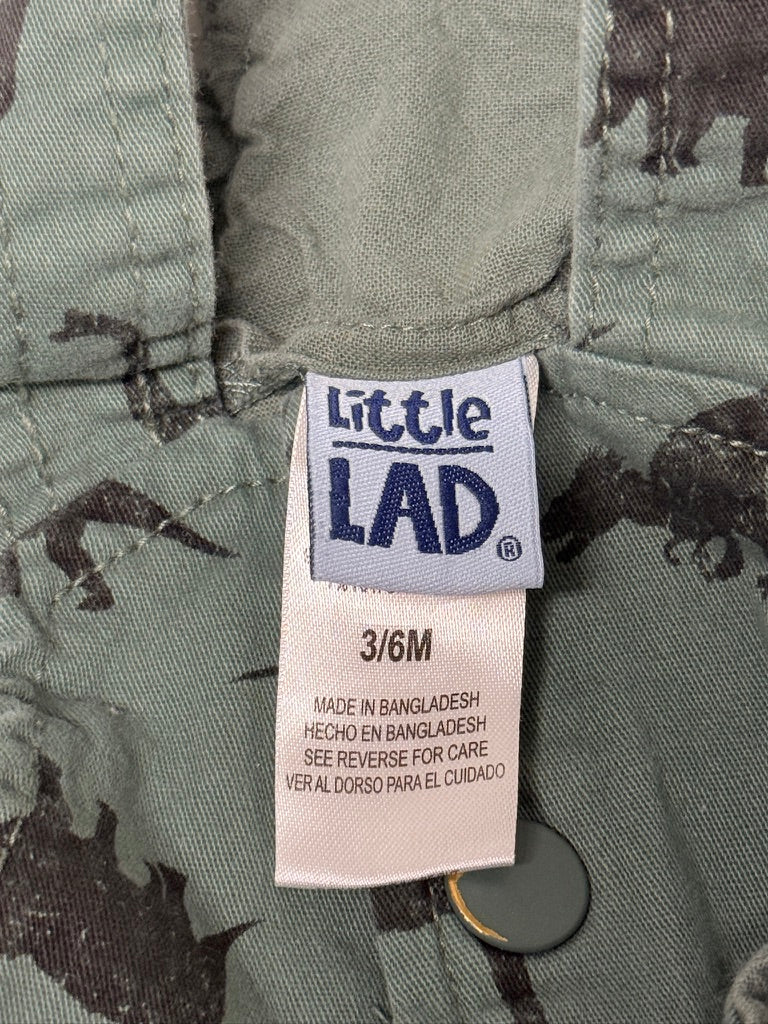 Little
LAD®
3/6M
MADE IN BANGLADESH
HECHO EN BANGLADESH
SEE REVERSE FOR CARE
VER AL DORSO PARA EL CUIDADO